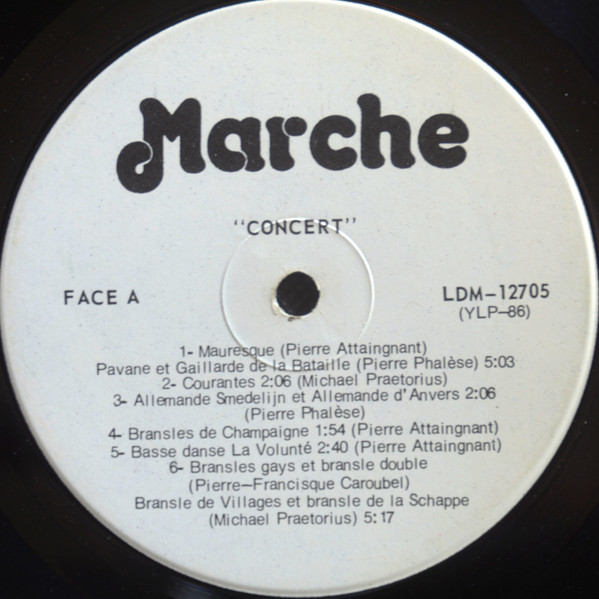 Marche
"CONCERT"
FACE A
LDM-12705
(YLP-86)
1- Mauresque (Pierre Attaingnant)
Pavane et Gaillarde de la Bataille (Pierre Phalèse) 5:03
2- Courantes 2:06 (Michael Praetorius)
3- Allemande Smedelijn et Allemande d'Anvers 2:06
(Pierre Phalèse)
4- Bransles de Champaigne 1:54 (Pierre Attaingnant)
5- Basse danse La Volunté 2:40 (Pierre Attaingnant)
6- Bransles gays et bransle double
(Pierre-Francisque Caroubel)
Bransle de Villages et bransle de la Schappe
(Michael Praetorius) 5:17